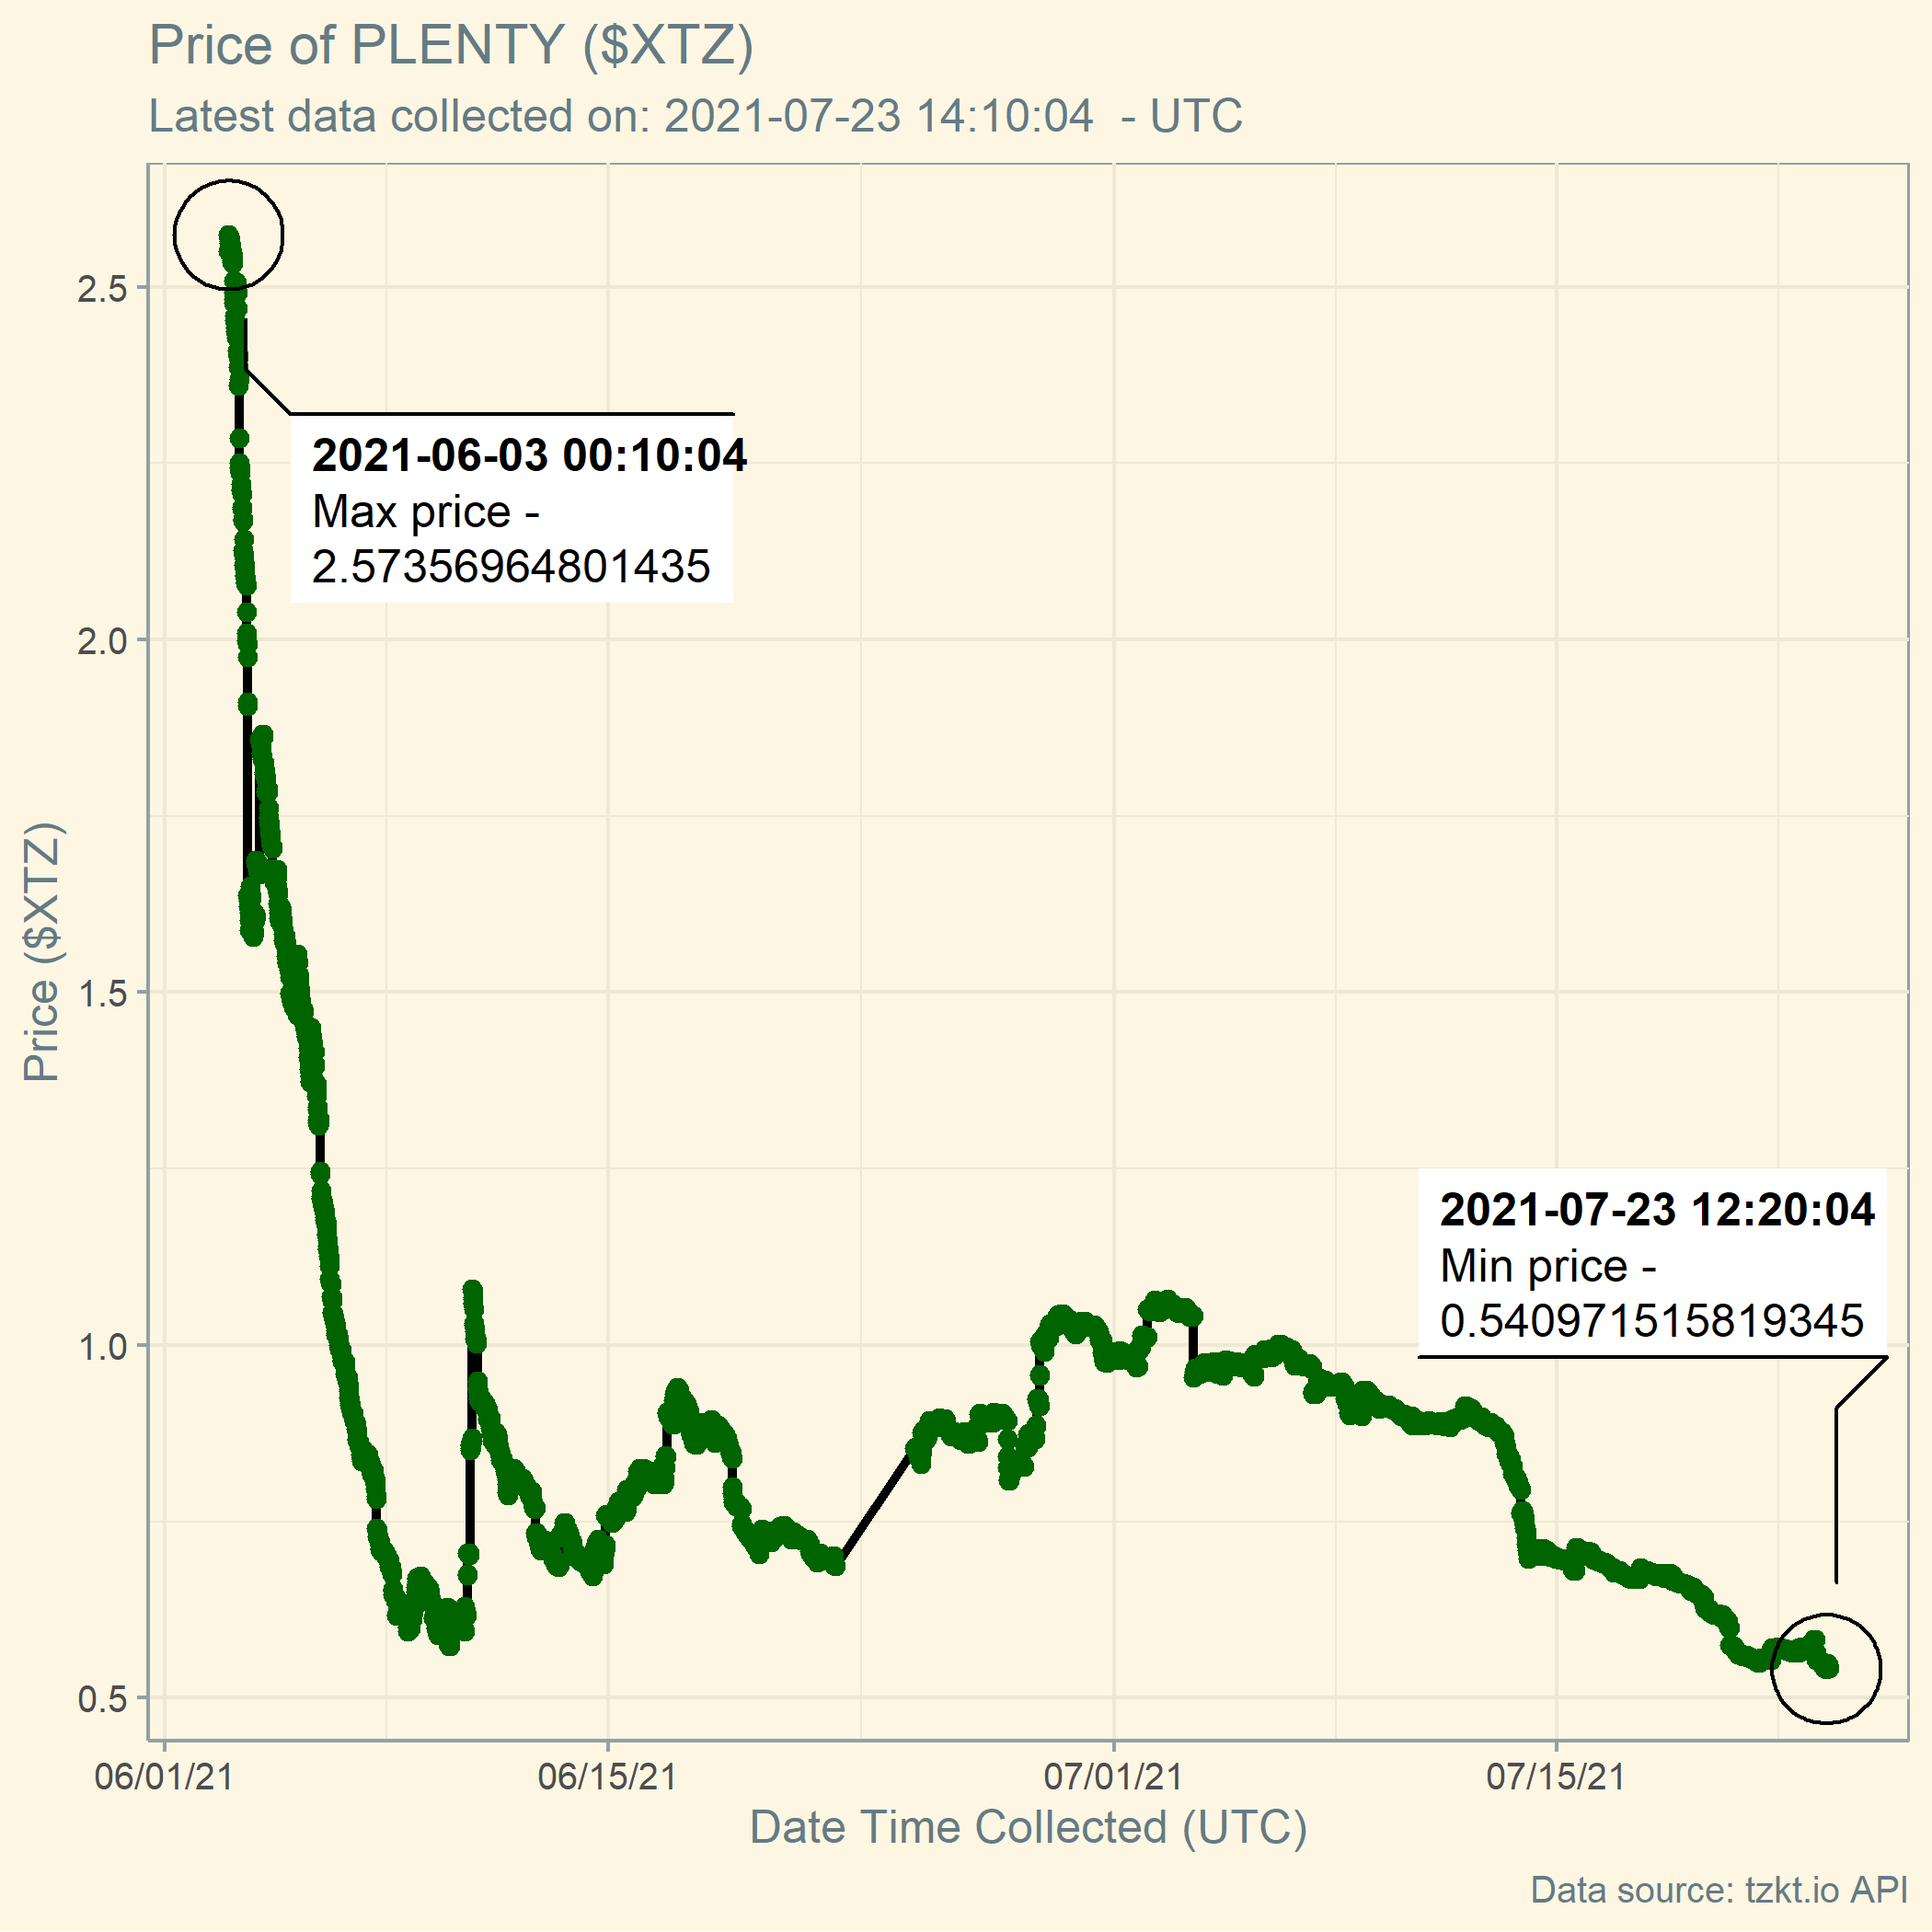 Price of PLENTY ($XTZ)
Latest data collected on: 2021-07-23 14:10:04  - UTC
Price ($XTZ)
2.5
2.0
1.5
1.0
0.5
2021-06-03 00:10:04
Max price -
2.57356964801435
2021-07-23 12:20:04
Min price -
0.540971515819345
06/01/21
06/15/21
07/01/21
07/15/21
Date Time Collected (UTC)
Data source: tzkt.io API